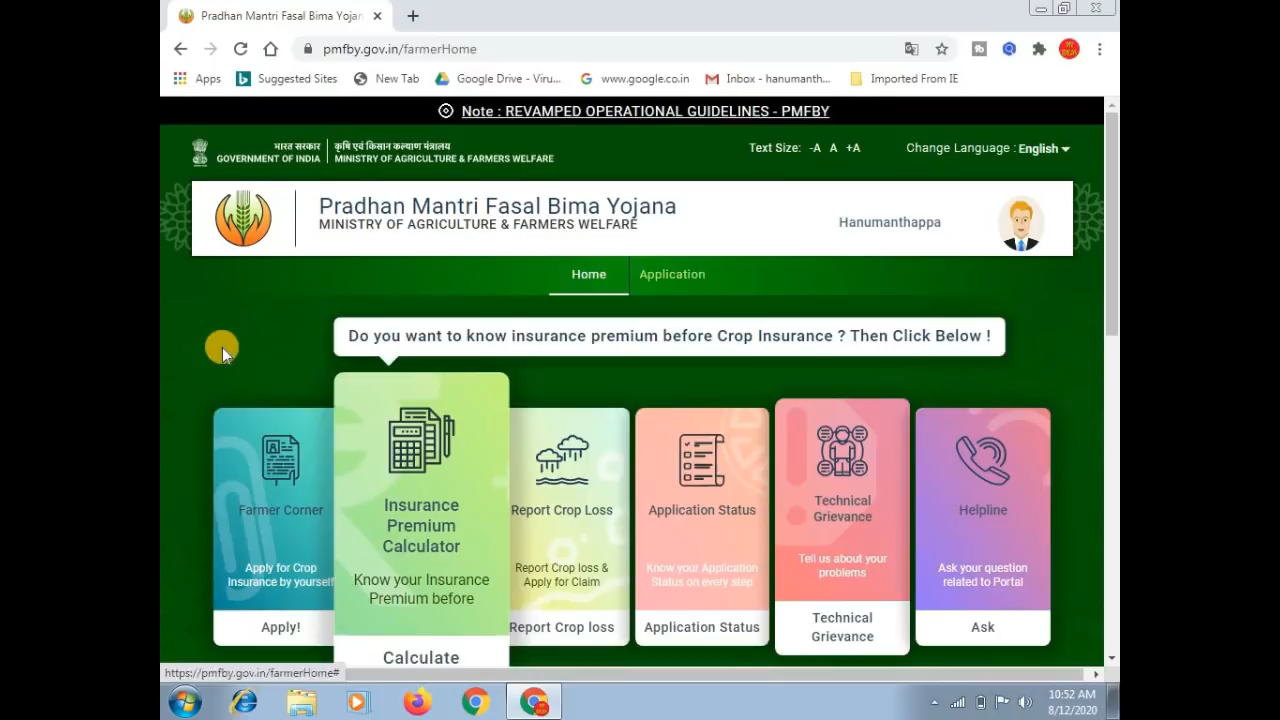 Pradhan Mantri Fasal Bima Yojan
pmfby.gov.in/farmerHome
Apps
Suggested Sites
New Tab
Google Drive - Viru...
www.google.co.in
Inbox - hanumanth...
Imported From IE
Note : REVAMPED OPERATIONAL GUIDELINES - PMFBY
भारत सरकार
GOVERNMENT OF INDIA
कृषि एवं किसान कल्याण मंत्रालय
MINISTRY OF AGRICULTURE & FARMERS WELFARE
Text Size: -A A +A
Change Language : English
Pradhan Mantri Fasal Bima Yojana
MINISTRY OF AGRICULTURE & FARMERS WELFARE
Hanumanthappa
Home
Application
Do you want to know insurance premium before Crop Insurance ? Then Click Below !
Farmer Corner
Apply for Crop
Insurance by yourself
Apply!
Insurance
Premium
Calculator
Know your Insurance
Premium before
Calculate
Report Crop Loss
Report Crop loss &
Apply for Claim
Report Crop loss
Application Status
Know your Application
Status on every step
Application Status
Technical
Grievance
Tell us about your
problems
Technical
Grievance
Helpline
Ask your question
related to Portal
Ask
https://pmfby.gov.in/farmerHome#
10:52 AM
8/12/2020